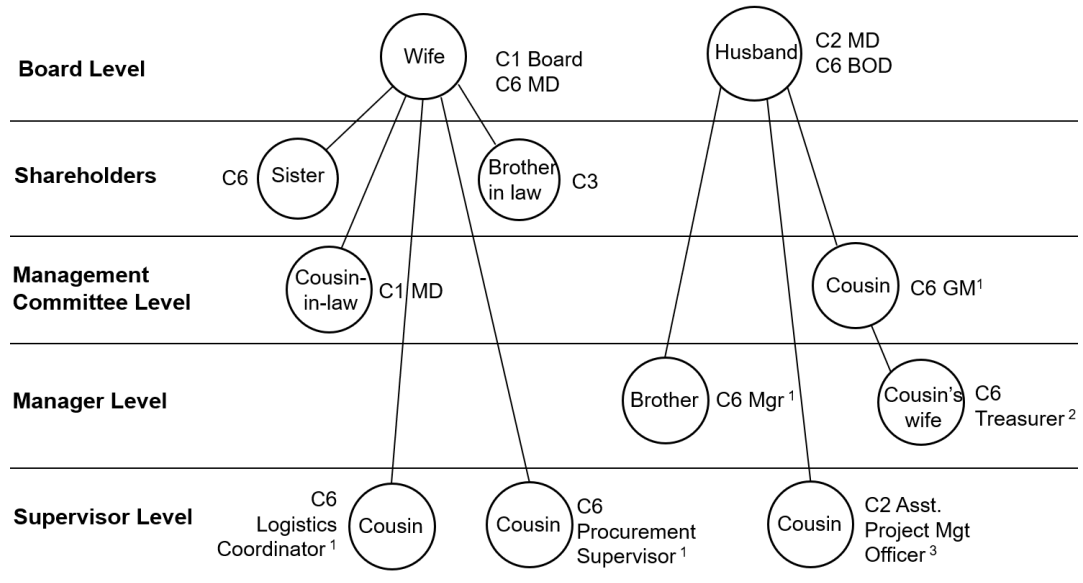 Board Level
Wife
C1 Board
C6 MD
Husband
C2 MD
C6 BOD
Shareholders
C6
Sister
Brother
in law
C3
Management
Committee Level
Cousin-
in-law
C1 MD
Cousin
C6 GM¹
Manager Level
Brother
C6 Mgr ¹
Cousin's
wife
C6
Treasurer ²
Supervisor Level
C6
Logistics
Coordinator ¹
Cousin
Cousin
C6
Procurement
Supervisor ¹
Cousin
C2 Asst.
Project Mgt
Officer ³